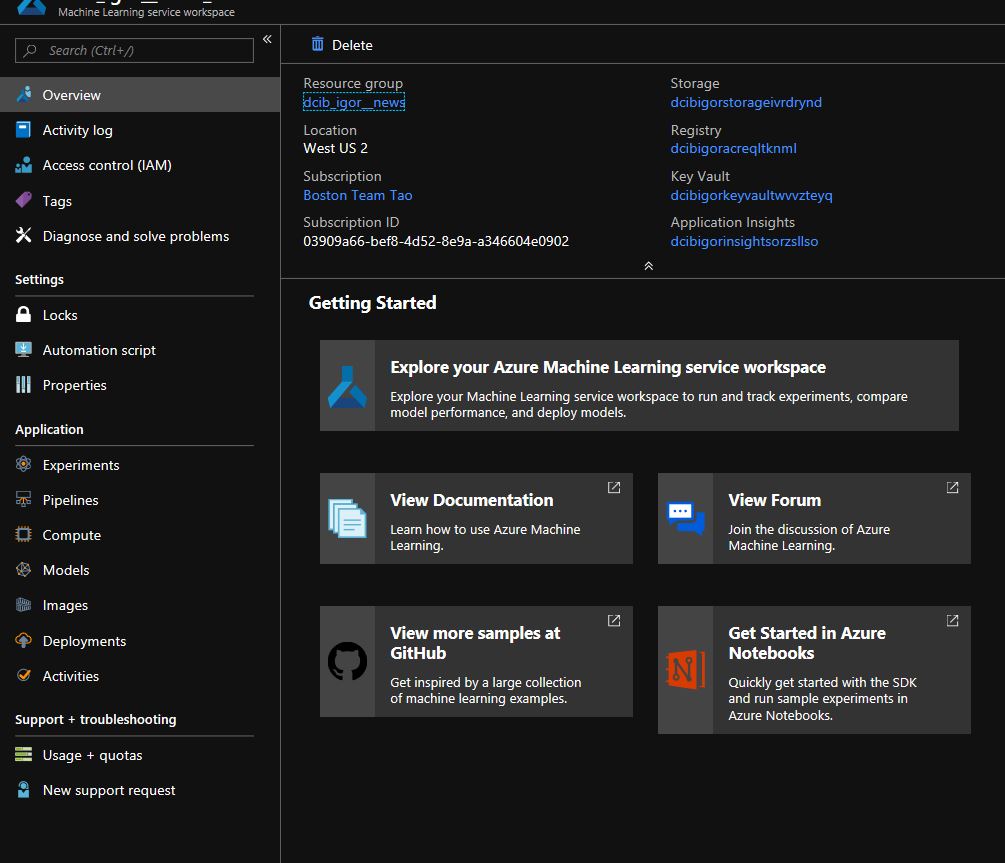 Machine Learning service workspace
Search (Ctrl+/)
«
Overview
Activity log
Access control (IAM)
Tags
Diagnose and solve problems
Settings
Locks
Automation script
Properties
Application
Experiments
Pipelines
Compute
Models
Images
Deployments
Activities
Support + troubleshooting
Usage + quotas
New support request
Delete
Resource group
dcib_igor__news
Location
West US 2
Subscription
Boston Team Tao
Subscription ID
03909a66-bef8-4d52-8e9a-a346604e0902
Storage
dcibigorstorageivrdrynd
Registry
dcibigoracreqltknml
Key Vault
dcibigorkeyvaultwvvzteyq
Application Insights
dcibigorinsightsorzsllso
Getting Started
Explore your Azure Machine Learning service workspace
Explore your Machine Learning service workspace to run and track experiments, compare
model performance, and deploy models.
View Documentation
Learn how to use Azure Machine
Learning.
View Forum
Join the discussion of Azure
Machine Learning.
View more samples at
GitHub
Get inspired by a large collection
of machine learning examples.
Get Started in Azure
Notebooks
Quickly get started with the SDK
and run sample experiments in
Azure Notebooks.